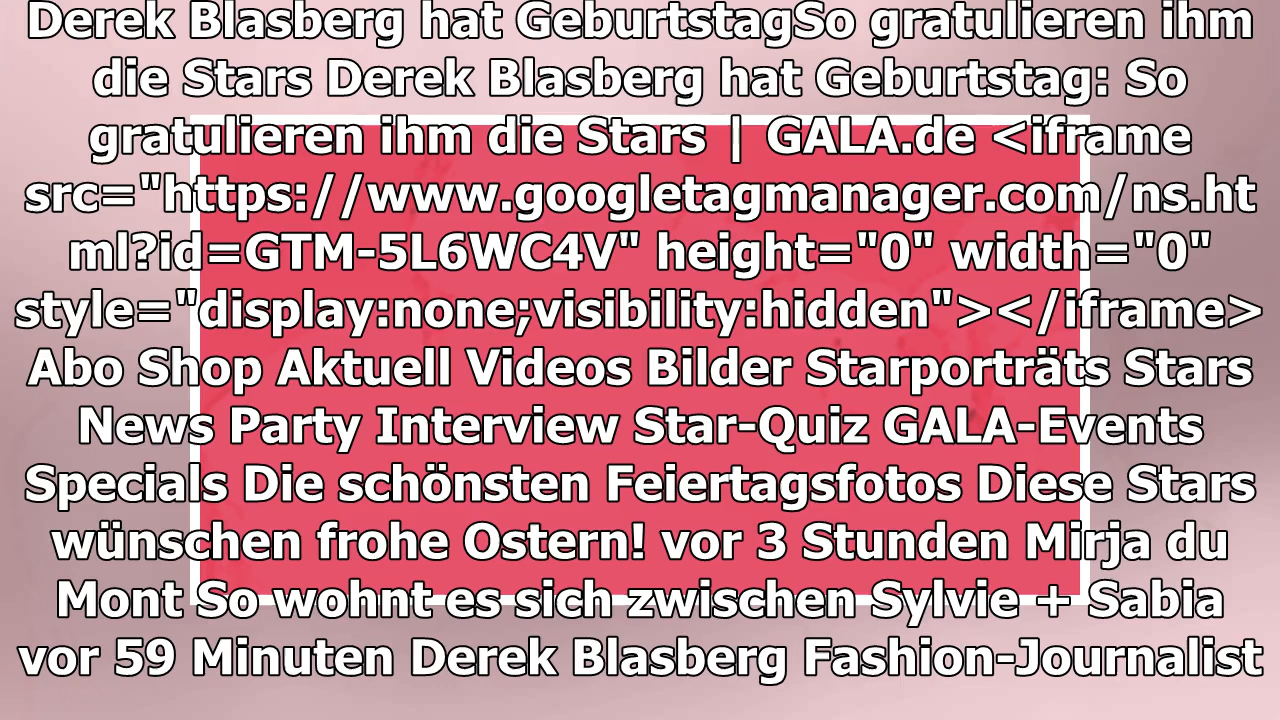 Derek Blasberg hat GeburtstagSo gratulieren ihm
die Stars Derek Blasberg hat Geburtstag: So
gratulieren ihm die Stars | GALA.de <iframe
src="https://www.googletagmanager.com/ns.ht
ml?id=GTM-5L6WC4V" height="0" width="0"
style="display:none;visibility:hidden"></iframe>
Abo Shop Aktuell Videos Bilder Starporträts Stars
News Party Interview Star-Quiz GALA-Events
Specials Die schönsten Feiertagsfotos Diese Stars
wünschen frohe Ostern! vor 3 Stunden Mirja du
Mont So wohnt es sich zwischen Sylvie + Sabia
vor 59 Minuten Derek Blasberg Fashion-Journalist